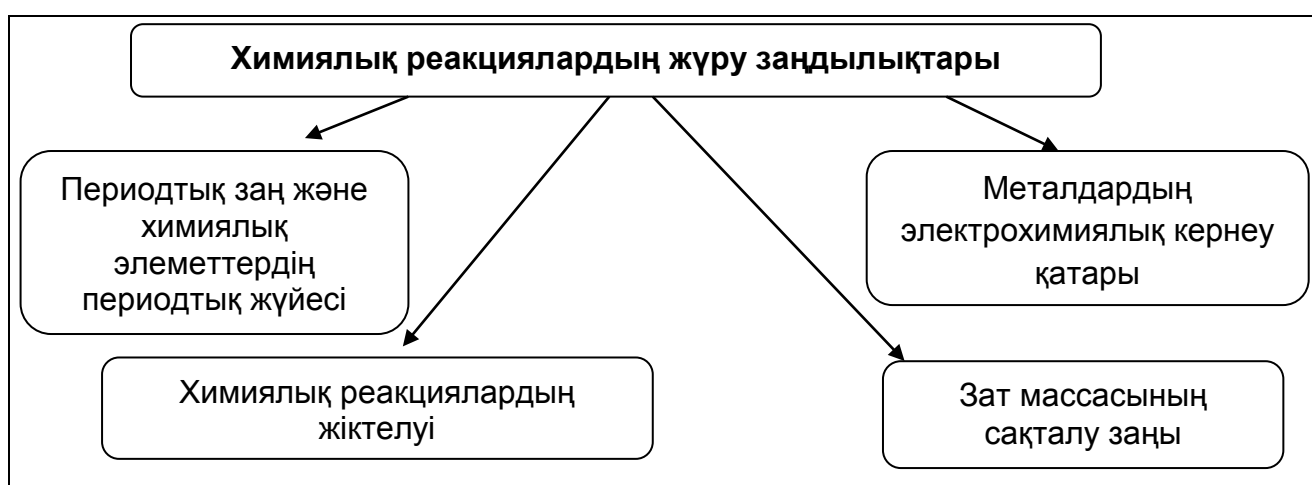 Химиялық реакциялардың жүру заңдылықтары
Периодтық заң және
химиялық
элеметтердің
периодтық жүйесі
Металдардың
электрохимиялық кернеу
қатары
Химиялық реакциялардың
жіктелуі
Зат массасының
сақталу заңы